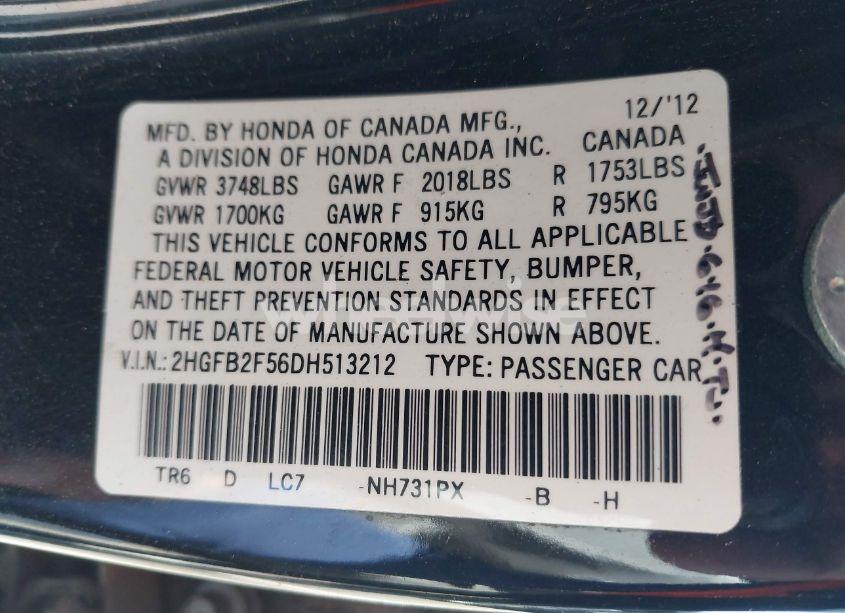 12/'12
MFD. BY HONDA OF CANADA MFG.,
A DIVISION OF HONDA CANADA INC. CANADA
GVWR 3748LBS GAWR F 2018LBS R 1753LBS
GVWR 1700KG GAWR F 915KG R 795KG
THIS VEHICLE CONFORMS TO ALL APPLICABLE
FEDERAL MOTOR VEHICLE SAFETY, BUMPER,
AND THEFT PREVENTION STANDARDS IN EFFECT
ON THE DATE OF MANUFACTURE SHOWN ABOVE.
V.I.N.:2HGFB2F56DH513212 TYPE: PASSENGER CAR
TR6 D LC7 -NH731PX -B -H